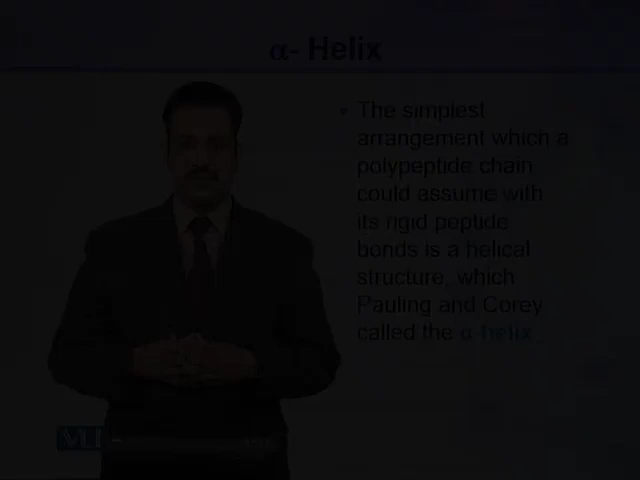 α- Helix
The simplest
arrangement which a
polypeptide chain
could assume with
its rigid peptide
bonds is a helical
structure, which
Pauling and Corey
called the α helix